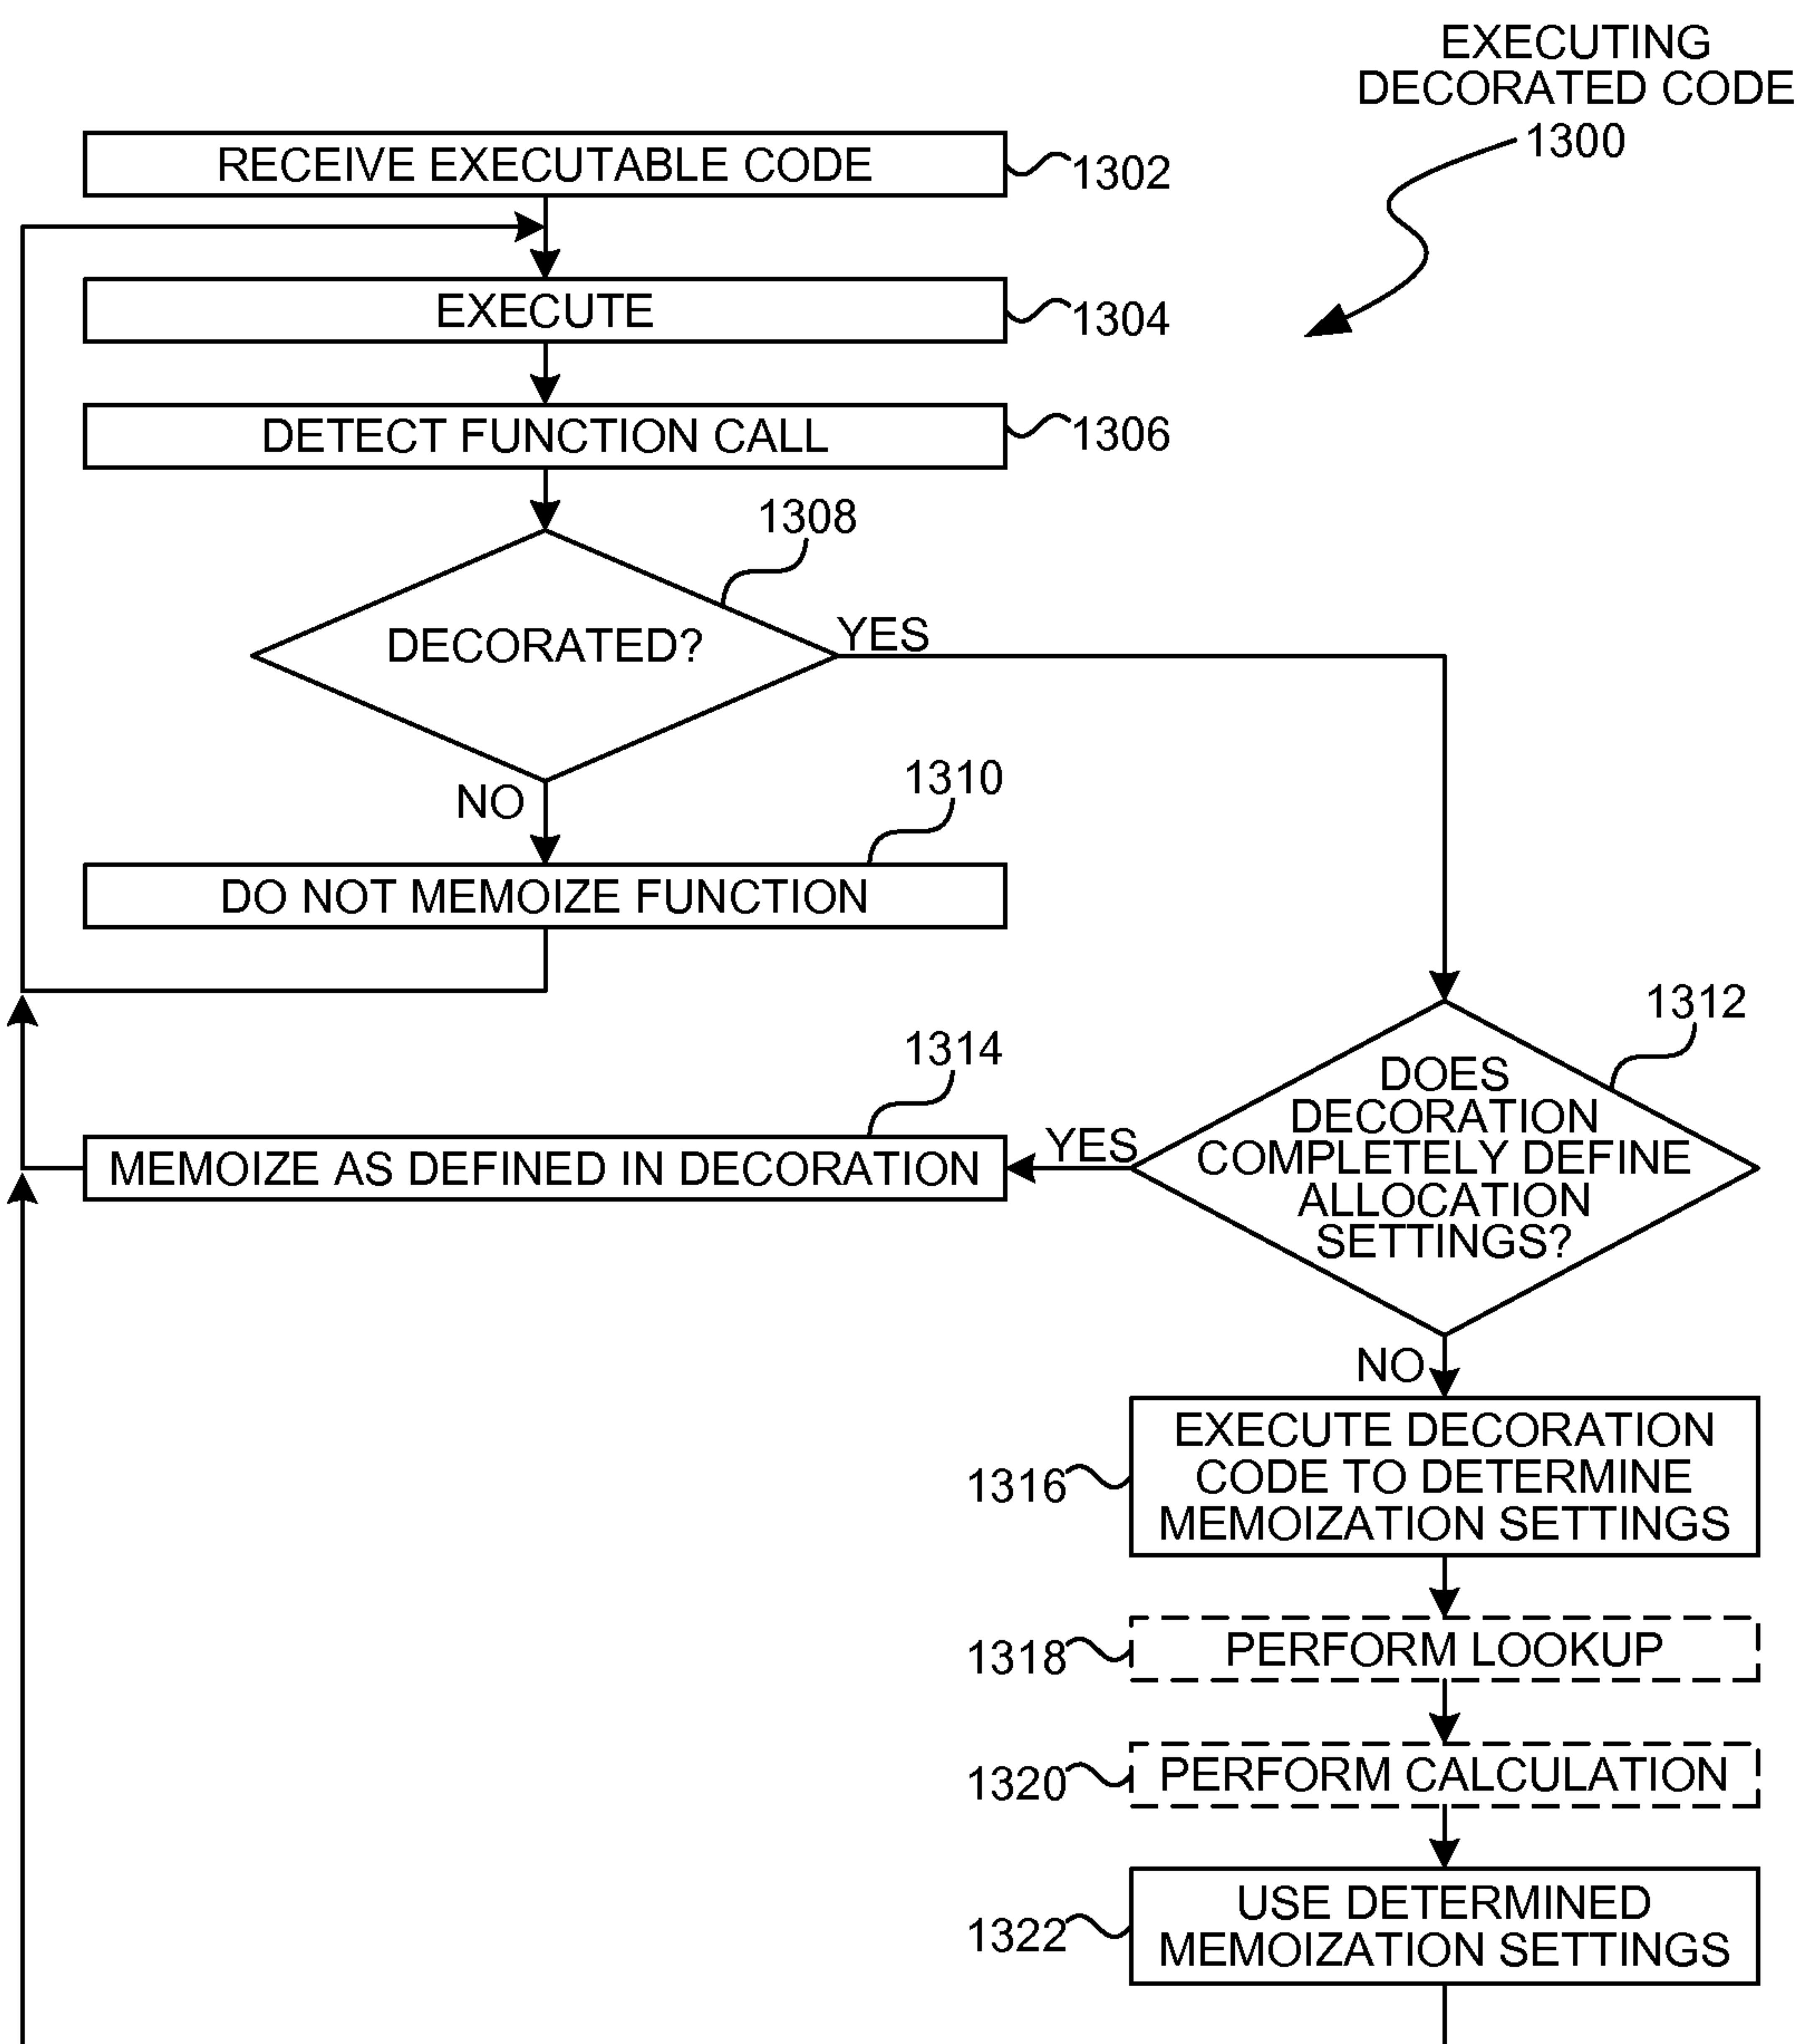 EXECUTING
DECORATED CODE
1300
RECEIVE EXECUTABLE CODE
1302
EXECUTE
1304
DETECT FUNCTION CALL
1306
1308
DECORATED?
YES
NO
1310
DO NOT MEMOIZE FUNCTION
1312
DOES
DECORATION
COMPLETELY DEFINE
ALLOCATION
SETTINGS?
1314
YES
MEMOIZE AS DEFINED IN DECORATION
NO
EXECUTE DECORATION
CODE TO DETERMINE
MEMOIZATION SETTINGS
1316
PERFORM LOOKUP
1318
PERFORM CALCULATION
1320
USE DETERMINED
MEMOIZATION SETTINGS
1322